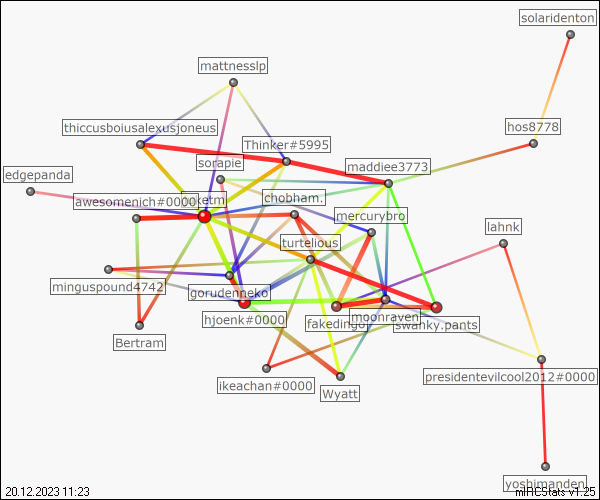 solaridenton
mattnesslp
thiccusboiusalexusjoneus
hos8778
Thinker#5995
sorapie
maddiee3773
edgepanda
awesomenich#0000
chobham.
mercurybro
lahnk
turtelious
minguspound4742
gorudenneko
hjoenk#0000
fakedingo
moonraven
swanky.pants
Bertram
ikeachan#0000
Wyatt
presidentevilcool2012#0000
yoshimanden
20.12.2023 11:23
mIRCStats v1.25